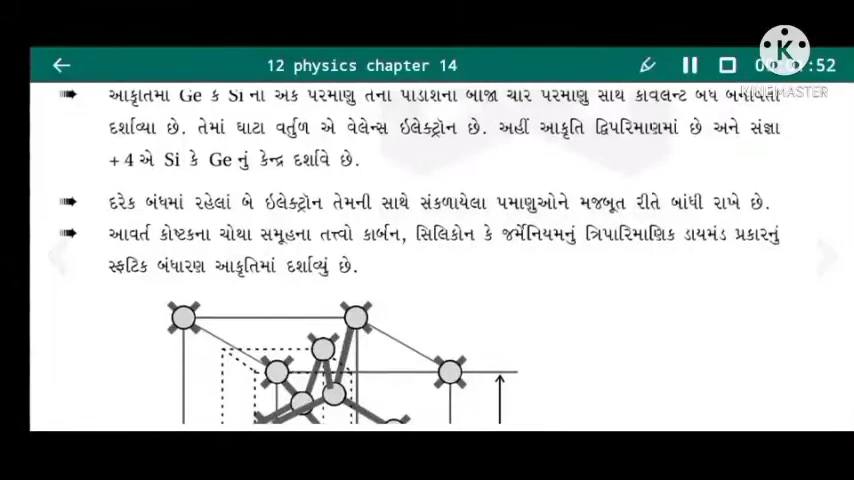 12 physics chapter 14
52
KINEMASTER
આકૃતિમાં Ge કે Si ના એક પરમાણુ તેના પાડોશના બીજા ચાર પરમાણુ સાથે કોવેલન્ટ બંધ બનાવતા
દર્શાવ્યા છે. તેમાં ઘાટા વર્તુળ એ વેલેન્સ ઇલેક્ટ્રૉન છે. અહીં આકૃતિ દ્વિપરિમાણમાં છે અને સંજ્ઞા
+ 4 એ Si કે Ge નું કેન્દ્ર દર્શાવે છે.
દરેક બંધમાં રહેલાં બે ઇલેક્ટ્રૉન તેમની સાથે સંકળાયેલા પમાણુઓને મજબૂત રીતે બાંધી રાખે છે.
આવર્ત કોષ્ટકના ચોથા સમૂહના તત્ત્વો કાર્બન, સિલિકોન કે જર્મેનિયમનું ત્રિપારિમાણિક ડાયમંડ પ્રકારનું
સ્ફટિક બંધારણ આકૃતિમાં દર્શાવ્યું છે.